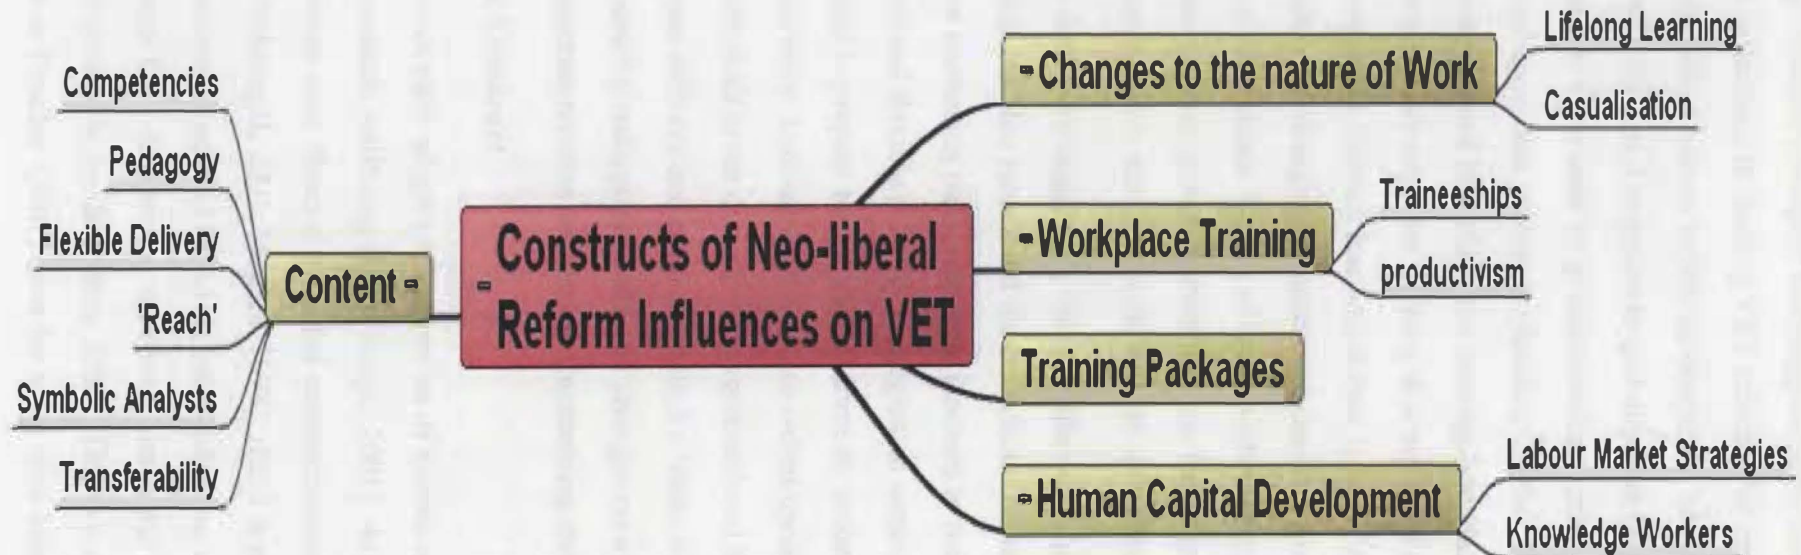 Competencies
Pedagogy
Flexible Delivery
'Reach'
Symbolic Analysts
Transferability
Content
Constructs of Neo-liberal
Reform Influences on VET
Changes to the nature of Work
Lifelong Learning
Casualisation
Workplace Training
Traineeships
productivism
Training Packages
Human Capital Development
Labour Market Strategies
Knowledge Workers